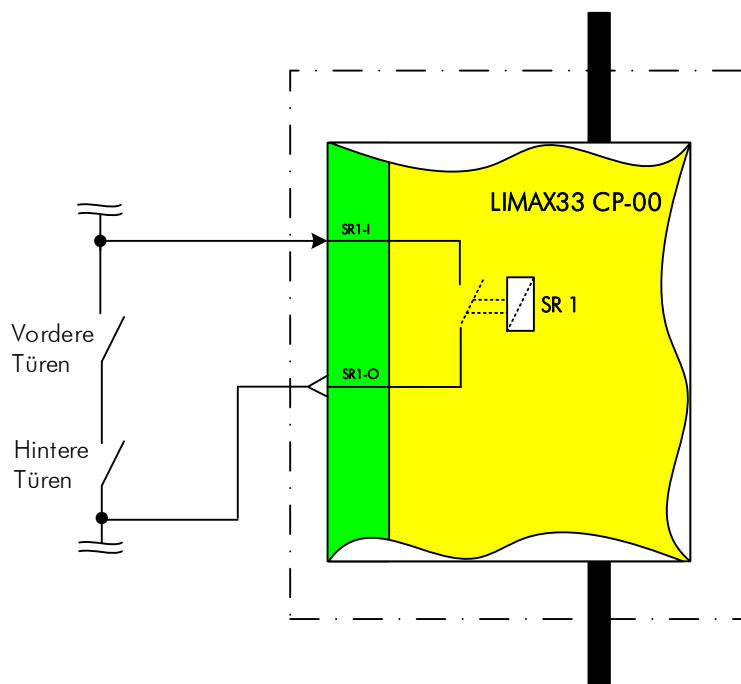 LIMAX33 CP-00
SR1-I
SR 1
Vordere
Türen
SR1-O
Hintere
Türen